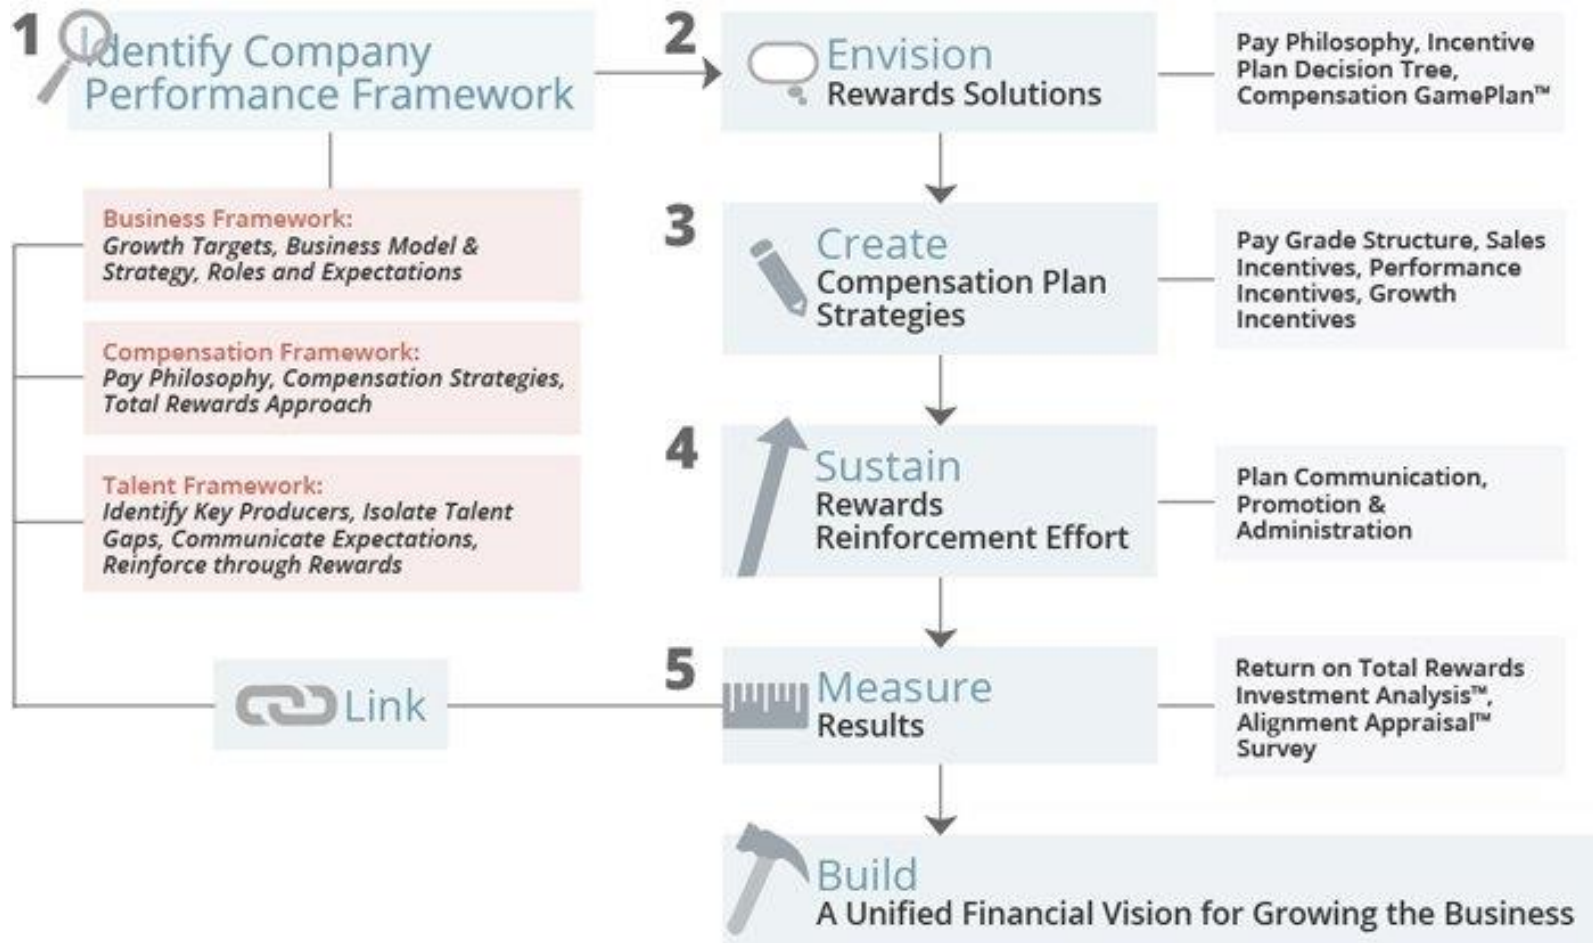 1
Identify Company
Performance Framework
Business Framework:
Growth Targets, Business Model &
Strategy, Roles and Expectations
Compensation Framework:
Pay Philosophy, Compensation Strategies,
Total Rewards Approach
Talent Framework:
Identify Key Producers, Isolate Talent
Gaps, Communicate Expectations,
Reinforce through Rewards
Link
2
Envision
Rewards Solutions
Pay Philosophy, Incentive
Plan Decision Tree,
Compensation GamePlan™
3
Create
Compensation Plan
Strategies
Pay Grade Structure, Sales
Incentives, Performance
Incentives, Growth
Incentives
4
Sustain
Rewards
Reinforcement Effort
Plan Communication,
Promotion &
Administration
5
Measure
Results
Return on Total Rewards
Investment Analysis™,
Alignment Appraisal™
Survey
Build
A Unified Financial Vision for Growing the Business